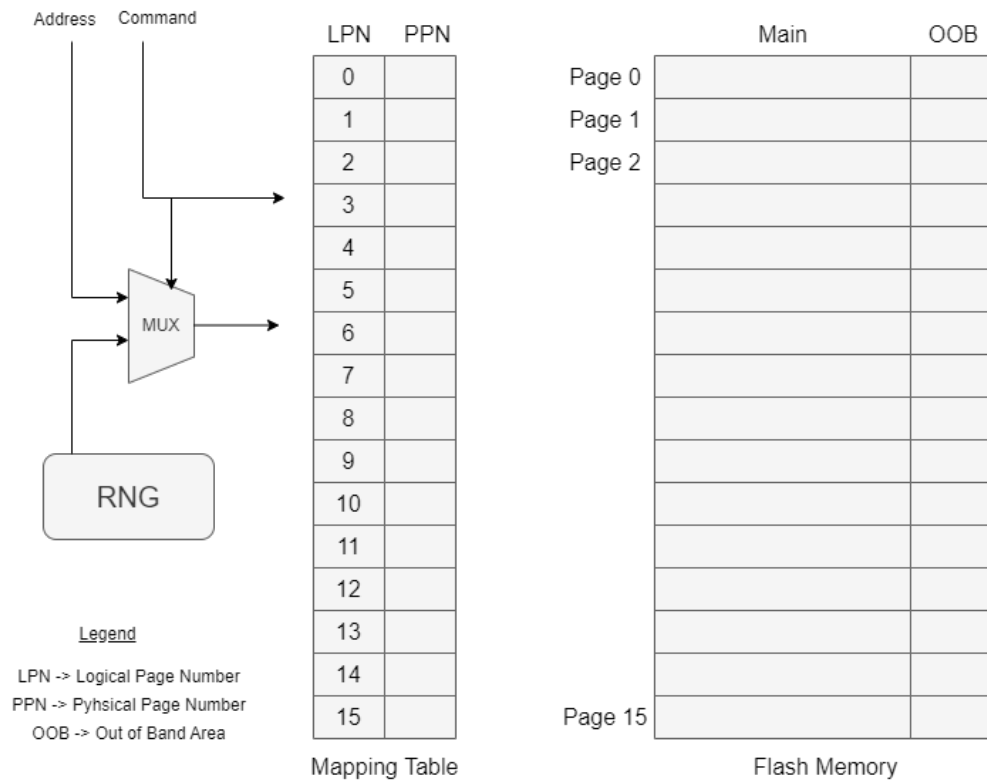 Address Command
LPN PPN
Main OOB
0
1
2
3
4
5
6
7
8
9
10
11
12
13
14
15
Page 0
Page 1
Page 2
Page 15
MUX
RNG
Legend
LPN -> Logical Page Number
PPN -> Pyhsical Page Number
OOB -> Out of Band Area
Mapping Table
Flash Memory